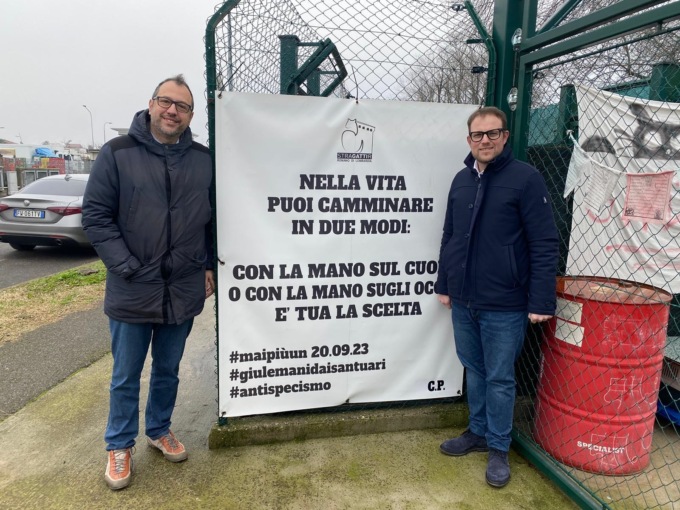 STRAGATTIH
NELLA VITA
PUOI CAMMINARE
IN DUE MODI:
CON LA MANO SUL CUO
O CON LA MANO SUGLI OC
E' TUA LA SCELTA
#maipiùun 20.09.23
#giulemanidaisantuari
#antispecismo
C.P.
SPECIALIST